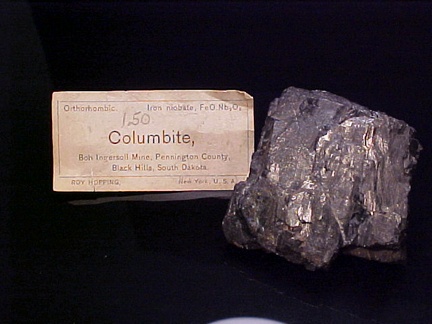 Orthorhombic. Iron niobate, FeO.Nb₂O₅
1.50
Columbite,
Bob Ingersoll Mine, Pennington County,
Black Hills, South Dakota.
ROY HOPPING, New York, U. S. A.